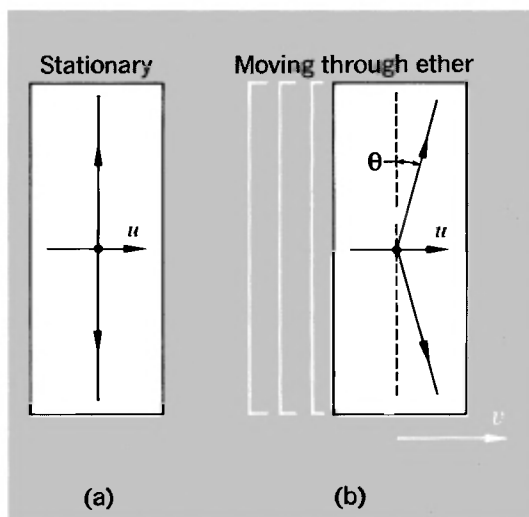 Stationary Moving through ether
θ
u u
v
(a) (b)